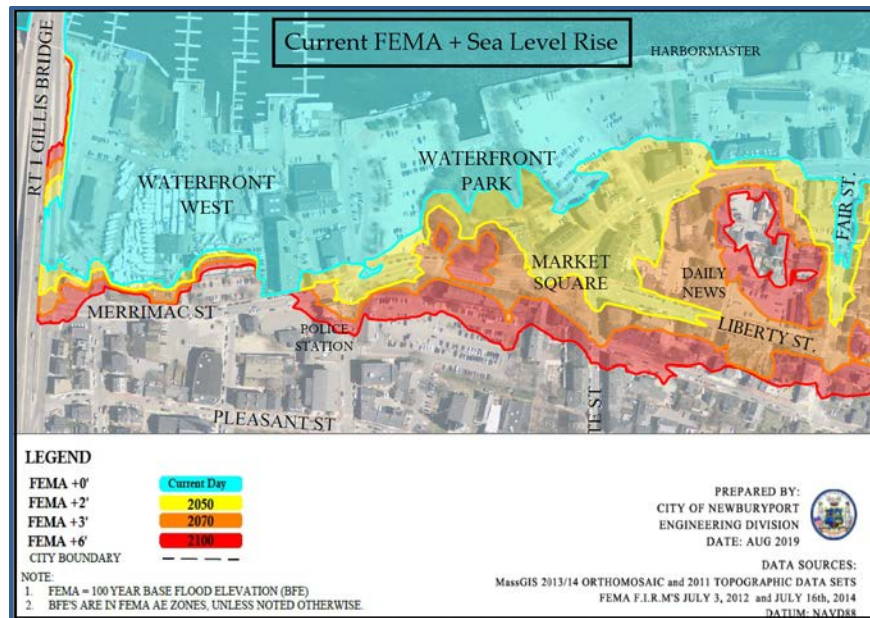 Current FEMA + Sea Level Rise
HARBORMASTER
RT 1 GILLIS BRIDGE
WATERFRONT
WEST
WATERFRONT
PARK
FAIR ST.
MARKET
SQUARE
DAILY
NEWS
MERRIMAC ST
LIBERTY ST.
POLICE
STATION
PLEASANT ST
TE ST
LEGEND
FEMA +0' Current Day
FEMA +2' 2050
FEMA +3' 2070
FEMA +6' 2100
CITY BOUNDARY
NOTE:
1. FEMA = 100 YEAR BASE FLOOD ELEVATION (BFE)
2. BFE'S ARE IN FEMA AE ZONES, UNLESS NOTED OTHERWISE.
PREPARED BY:
CITY OF NEWBURYPORT
ENGINEERING DIVISION
DATE: AUG 2019
DATA SOURCES:
MassGIS 2013/14 ORTHOMOSAIC and 2011 TOPOGRAPHIC DATA SETS
FEMA F.I.R.M'S JULY 3, 2012 and JULY 16th, 2014
DATUM: NAVD88